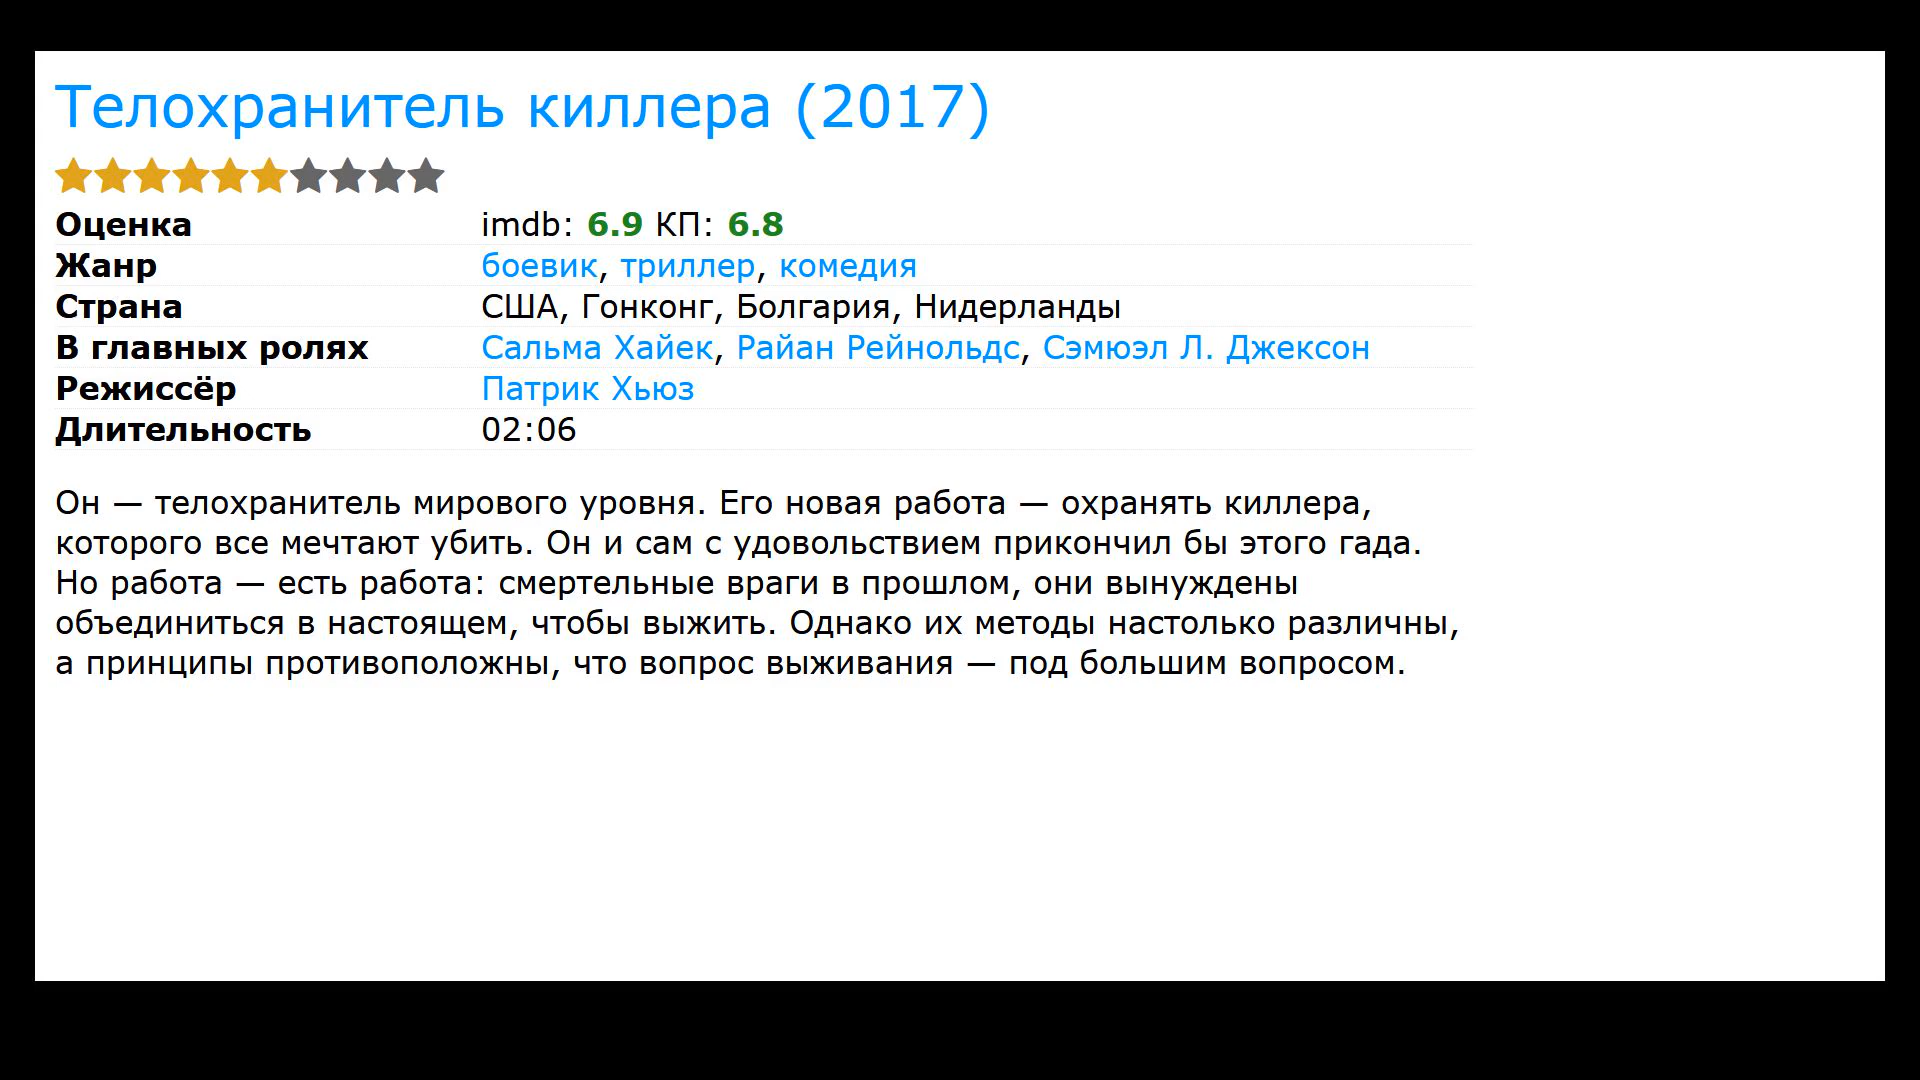 Телохранитель киллера (2017)
Оценка imdb: 6.9 КП: 6.8
Жанр боевик, триллер, комедия
Страна США, Гонконг, Болгария, Нидерланды
В главных ролях Сальма Хайек, Райан Рейнольдс, Сэмюэл Л. Джексон
Режиссёр Патрик Хьюз
Длительность 02:06
Он — телохранитель мирового уровня. Его новая работа — охранять киллера,
которого все мечтают убить. Он и сам с удовольствием прикончил бы этого гада.
Но работа — есть работа: смертельные враги в прошлом, они вынуждены
объединиться в настоящем, чтобы выжить. Однако их методы настолько различны,
а принципы противоположны, что вопрос выживания — под большим вопросом.